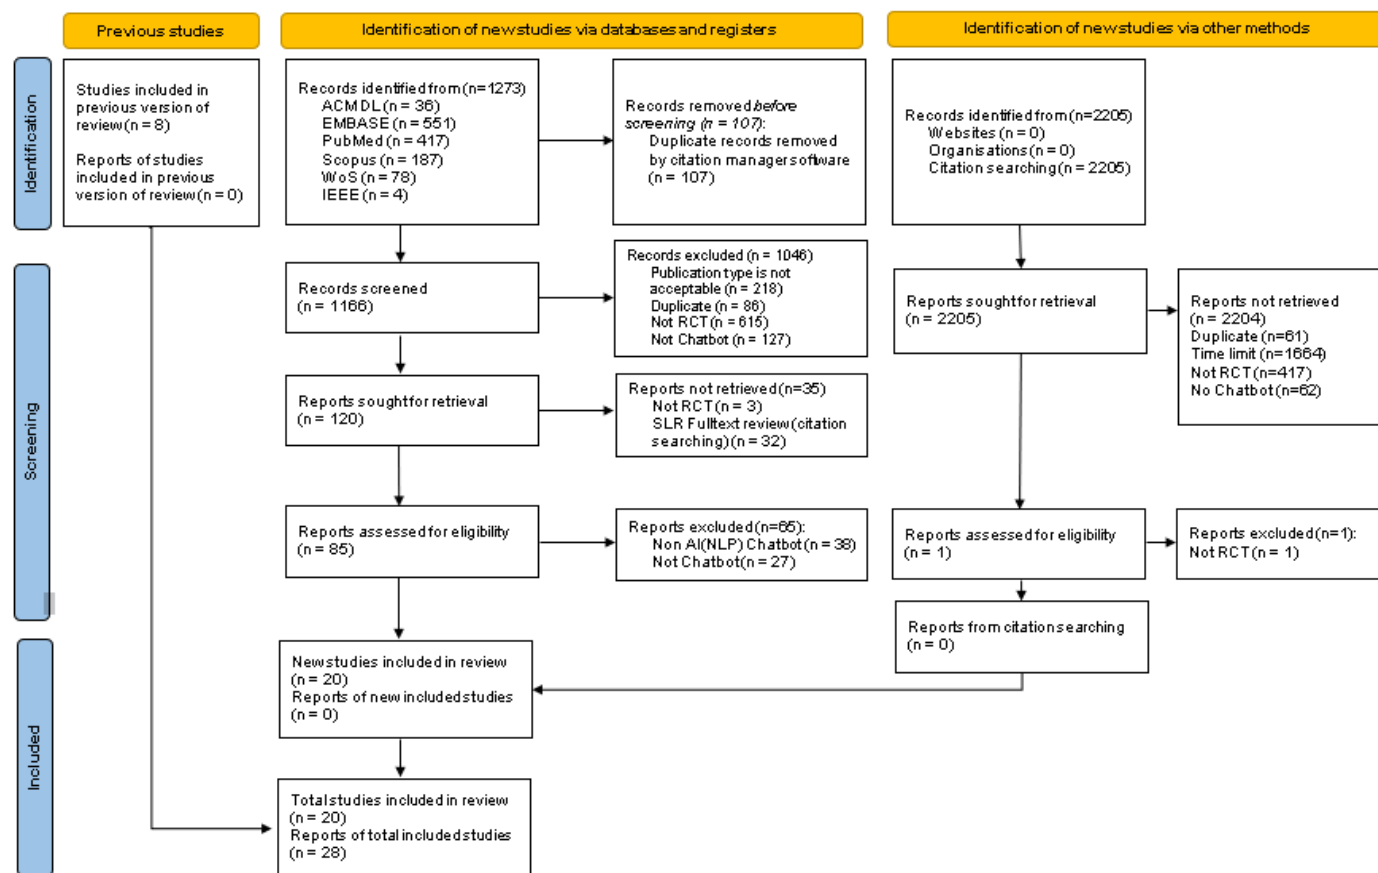 Previous studies
Identification of new studies via databases and registers
Identification of new studies via other methods
Identification
Studies included in
previous version of
review (n = 8)
Reports of studies
included in previous
version of review (n = 0)
Records identified from (n=1273)
ACMDL (n = 36)
EMBASE (n = 551)
PubMed (n = 417)
Scopus (n = 187)
WoS (n = 78)
IEEE (n = 4)
Records removed before
screening (n = 107):
Duplicate records removed
by citation manager software
(n = 107)
Records identified from (n=2205)
Websites (n = 0)
Organisations (n = 0)
Citation searching (n = 2205)
Screening
Records screened
(n = 1166)
Records excluded (n = 1046)
Publication type is not
acceptable (n = 218)
Duplicate (n = 86)
Not RCT (n = 615)
Not Chatbot (n = 127)
Reports sought for retrieval
(n = 2205)
Reports not retrieved
(n = 2204)
Duplicate (n=61)
Time limit (n=1664)
Not RCT (n=417)
No Chatbot (n=62)
Reports sought for retrieval
(n = 120)
Reports not retrieved (n=35)
Not RCT (n = 3)
SLR Fulltext review (citation
searching) (n = 32)
Reports assessed for eligibility
(n = 85)
Reports excluded (n=65):
Non AI(NLP) Chatbot (n = 38)
Not Chatbot (n = 27)
Reports assessed for eligibility
(n = 1)
Reports excluded (n=1):
Not RCT (n = 1)
Reports from citation searching
(n = 0)
Included
New studies included in review
(n = 20)
Reports of new included studies
(n = 0)
Total studies included in review
(n = 20)
Reports of total included studies
(n = 28)